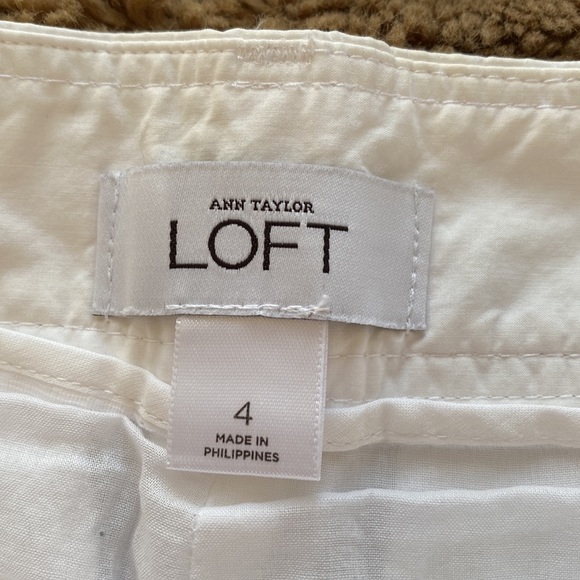 ANN TAYLOR
LOFT
4
MADE IN
PHILIPPINES